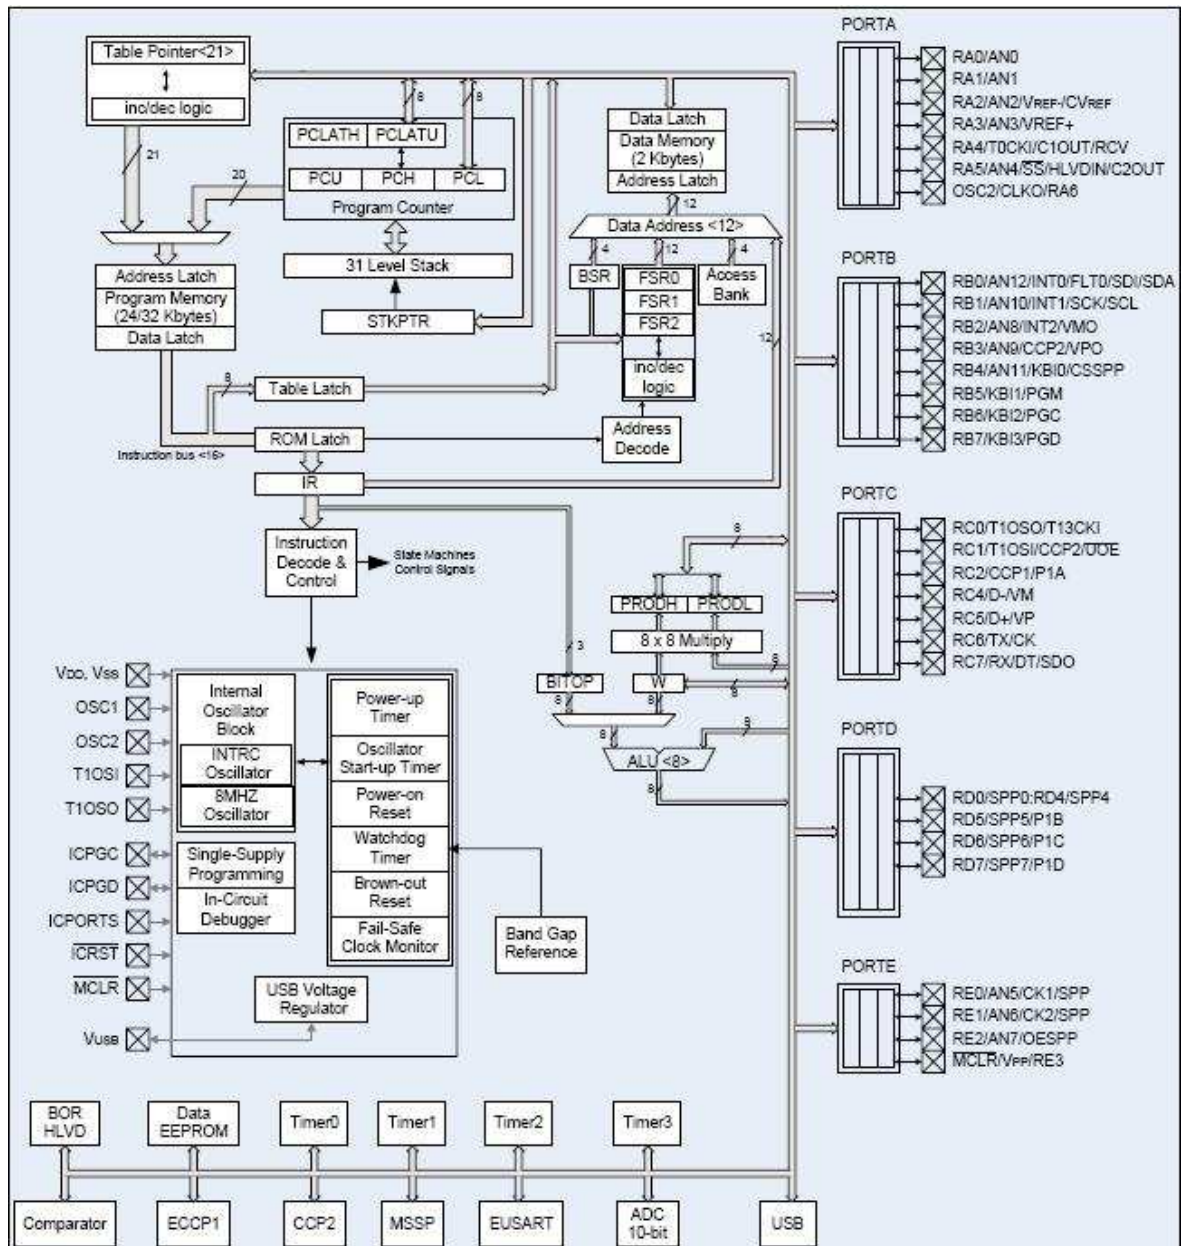 Table Pointer<21>
inc/dec logic
21
20
8
8
PCLATH PCLATU
PCU PCH PCL
Program Counter
31 Level Stack
STKPTR
Address Latch
Program Memory
(24/32 Kbytes)
Data Latch
8
Table Latch
ROM Latch
Instruction bus <16>
IR
Instruction
Decode &
Control
State Machines
Control Signals
Data Latch
Data Memory
(2 Kbytes)
Address Latch
12
Data Address <12>
4
12
4
BSR
FSR0
FSR1
FSR2
Access
Bank
12
inc/dec
logic
Address
Decode
8
PRODH PRODL
8 x 8 Multiply
3
8
BITOP
W
8
8
8
8
8
ALU <8>
8
VDD, VSS
OSC1
OSC2
T1OSI
T1OSO
ICPGC
ICPGD
ICPORTS
ICRST
MCLR
VUSB
Internal
Oscillator
Block
INTRC
Oscillator
8MHZ
Oscillator
Single-Supply
Programming
In-Circuit
Debugger
Power-up
Timer
Oscillator
Start-up Timer
Power-on
Reset
Watchdog
Timer
Brown-out
Reset
Fail-Safe
Clock Monitor
Band Gap
Reference
USB Voltage
Regulator
BOR
HLVD
Data
EEPROM
Timer0
Timer1
Timer2
Timer3
Comparator
ECCP1
CCP2
MSSP
EUSART
ADC
10-bit
USB
PORTA
RA0/AN0
RA1/AN1
RA2/AN2/VREF-/CVREF
RA3/AN3/VREF+
RA4/T0CKI/C1OUT/RCV
RA5/AN4/SS/HLVDIN/C2OUT
OSC2/CLKO/RA6
PORTB
RB0/AN12/INT0/FLT0/SDI/SDA
RB1/AN10/INT1/SCK/SCL
RB2/AN8/INT2/VMO
RB3/AN9/CCP2/VPO
RB4/AN11/KBI0/CSSPP
RB5/KBI1/PGM
RB6/KBI2/PGC
RB7/KBI3/PGD
PORTC
RC0/T1OSO/T13CKI
RC1/T1OSI/CCP2/UOE
RC2/CCP1/P1A
RC4/D-/VM
RC5/D+/VP
RC6/TX/CK
RC7/RX/DT/SDO
PORTD
RD0/SPP0:RD4/SPP4
RD5/SPP5/P1B
RD6/SPP6/P1C
RD7/SPP7/P1D
PORTE
RE0/AN5/CK1/SPP
RE1/AN6/CK2/SPP
RE2/AN7/OESPP
MCLR/VPP/RE3